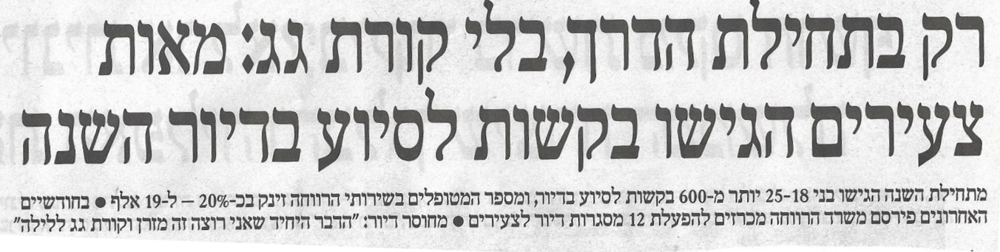 רק בתחילת הדרך, בלי קורת גג: מאות
צעירים הגישו בקשות לסיוע בדיור השנה
מתחילת השנה הגישו בני 25-18 יותר מ-600 בקשות לסיוע בדיור, ומספר המטופלים בשירותי הרווחה זינק בכ-20% – ל-19 אלף ● בחודשיים
האחרונים פירסם משרד הרווחה מכרזים להפעלת 12 מסגרות דיור לצעירים ● מחוסר דיור: "הדבר היחיד שאני רוצה זה מזרן וקורת גג ללילה"